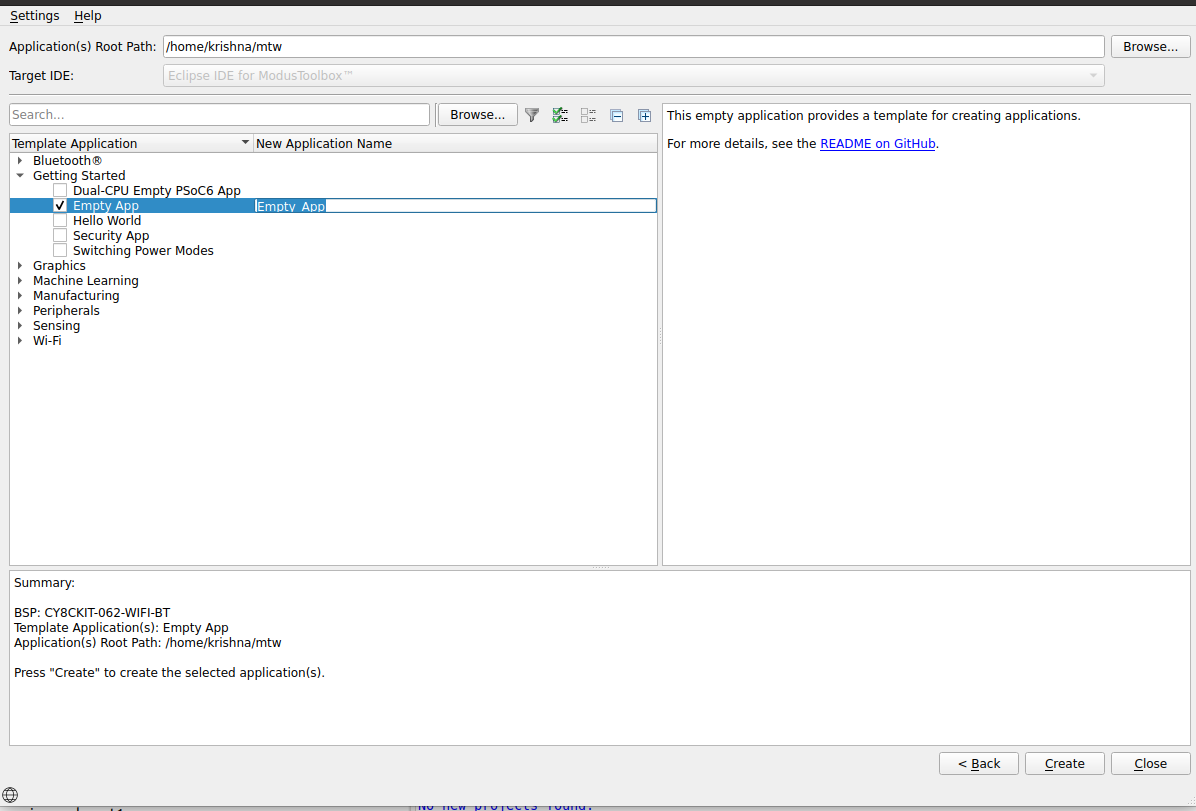 Settings Help
Application(s) Root Path: /home/krishna/mtw Browse...
Target IDE: Eclipse IDE for ModusToolbox™
Search... Browse...
Template Application New Application Name
Bluetooth®
Getting Started
Dual-CPU Empty PSoC6 App
Empty App Empty_App
Hello World
Security App
Switching Power Modes
Graphics
Machine Learning
Manufacturing
Peripherals
Sensing
Wi-Fi
This empty application provides a template for creating applications.
For more details, see the README on GitHub.
Summary:
BSP: CY8CKIT-062-WIFI-BT
Template Application(s): Empty App
Application(s) Root Path: /home/krishna/mtw
Press "Create" to create the selected application(s).
< Back Create Close
No new projects found.